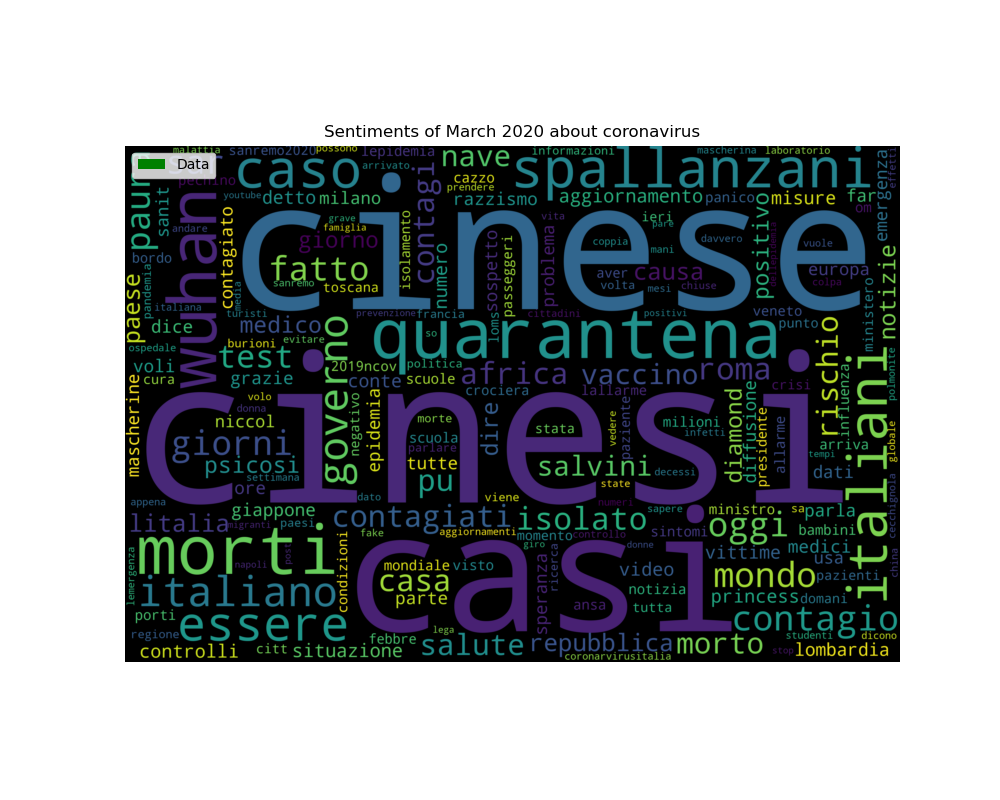 Sentiments of March 2020 about coronavirus
Data
malattia
sanremo2020
possono
lepidemia
nave
informazioni
mascherina
laboratorio
effetti
emergenza
caso
arrivato
contagi
cazzo
prendere
razzismo
spallanzani
aggiornamento
panico
misure
far
om
paur
sanit
pechino
youtube
andare
detto
milano
wuhan
contagiato
cinese
grave
famiglia
giorno
isolamento
numero
sospetto
passeggeri
problema
vita
ieri
pare
mani
davvero
coppia
positivo
dellepidemia
vuole
colpa
notizie
bordo
pandemia
paese
fatto
sanremo
toscana
media
aver
volta
causa
mesi
chiuse
europa
ministero
italiana
turisti
prevenzione
francia
loms
so
cittadini
positivi
veneto
punto
dice
medico
burioni
evitare
governo
quarantena
rischio
influenza
polmonite
ospedale
voli
cura
test
grazie
2019ncov
conte
politica
scuole
africa
crociera
vaccino
lallarme
roma
crisi
italiani
mascherine
volo
donna
niccol
cinesi
negativo
epidemia
morte
scuola
parlare
tutte
dire
stata
vedere
paziente
milioni
infetti
diamond
diffusione
presidente
allarme
parla
arriva
tempi
globale
giorni
psicosi
settimana
ore
pu
salvini
decessi
state
dati
cecchignola
appena
giappone
dato
viene
numeri
sapere
ministro
sa
litalia
migranti
paesi
contagiati
aggiornamenti
isolato
momento
controllo
sintomi
oggi
bambini
morti
fake
giro
donne
vittime
medici
usa
china
lemergenza
napoli
post
condizioni
casi
mondiale
visto
casa
parte
ricerca
speranza
video
notizia
ansa
tutta
mondo
pazienti
princess
domani
italiano
porti
essere
lega
contagio
regione
febbre
studenti
dicono
controlli
citt
situazione
salute
repubblica
coronarvirusitalia
morto
stop
lombardia